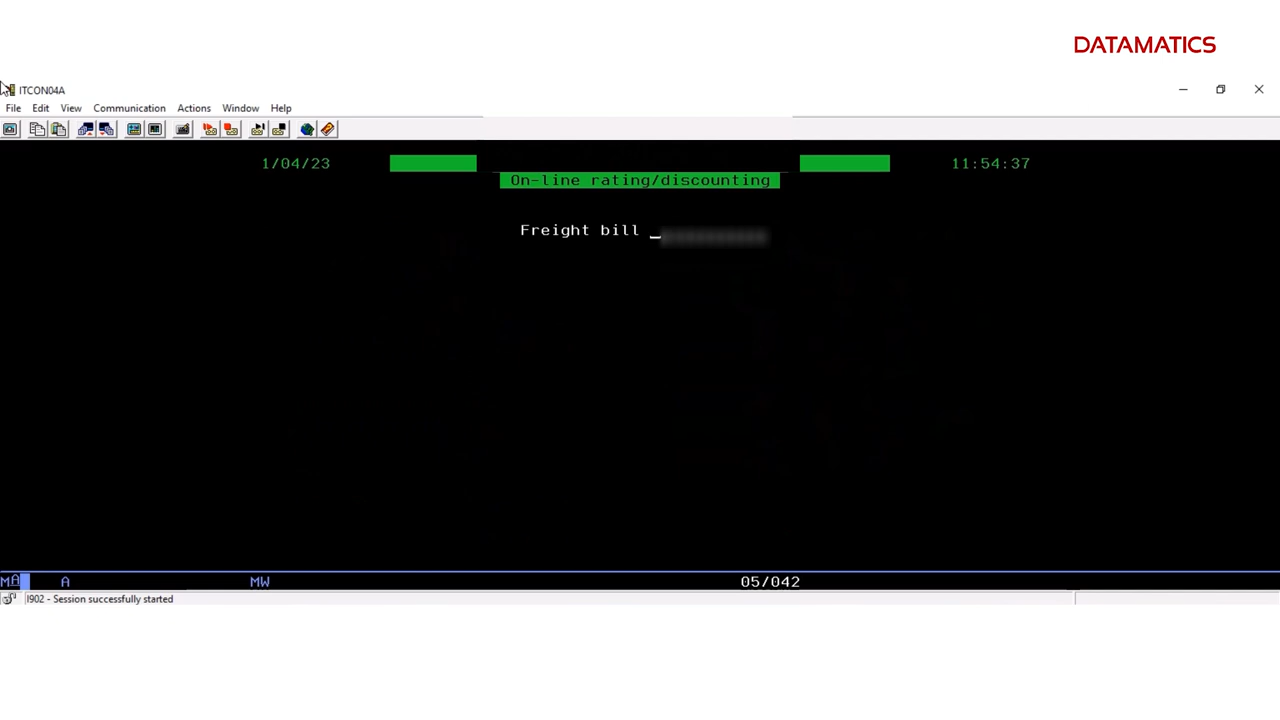 DATAMATICS
ITCON04A
File Edit View Communication Actions Window Help
1/04/23 11:54:37
On-line rating/discounting
Freight bill _
MA A MW 05/042
I902 - Session successfully started